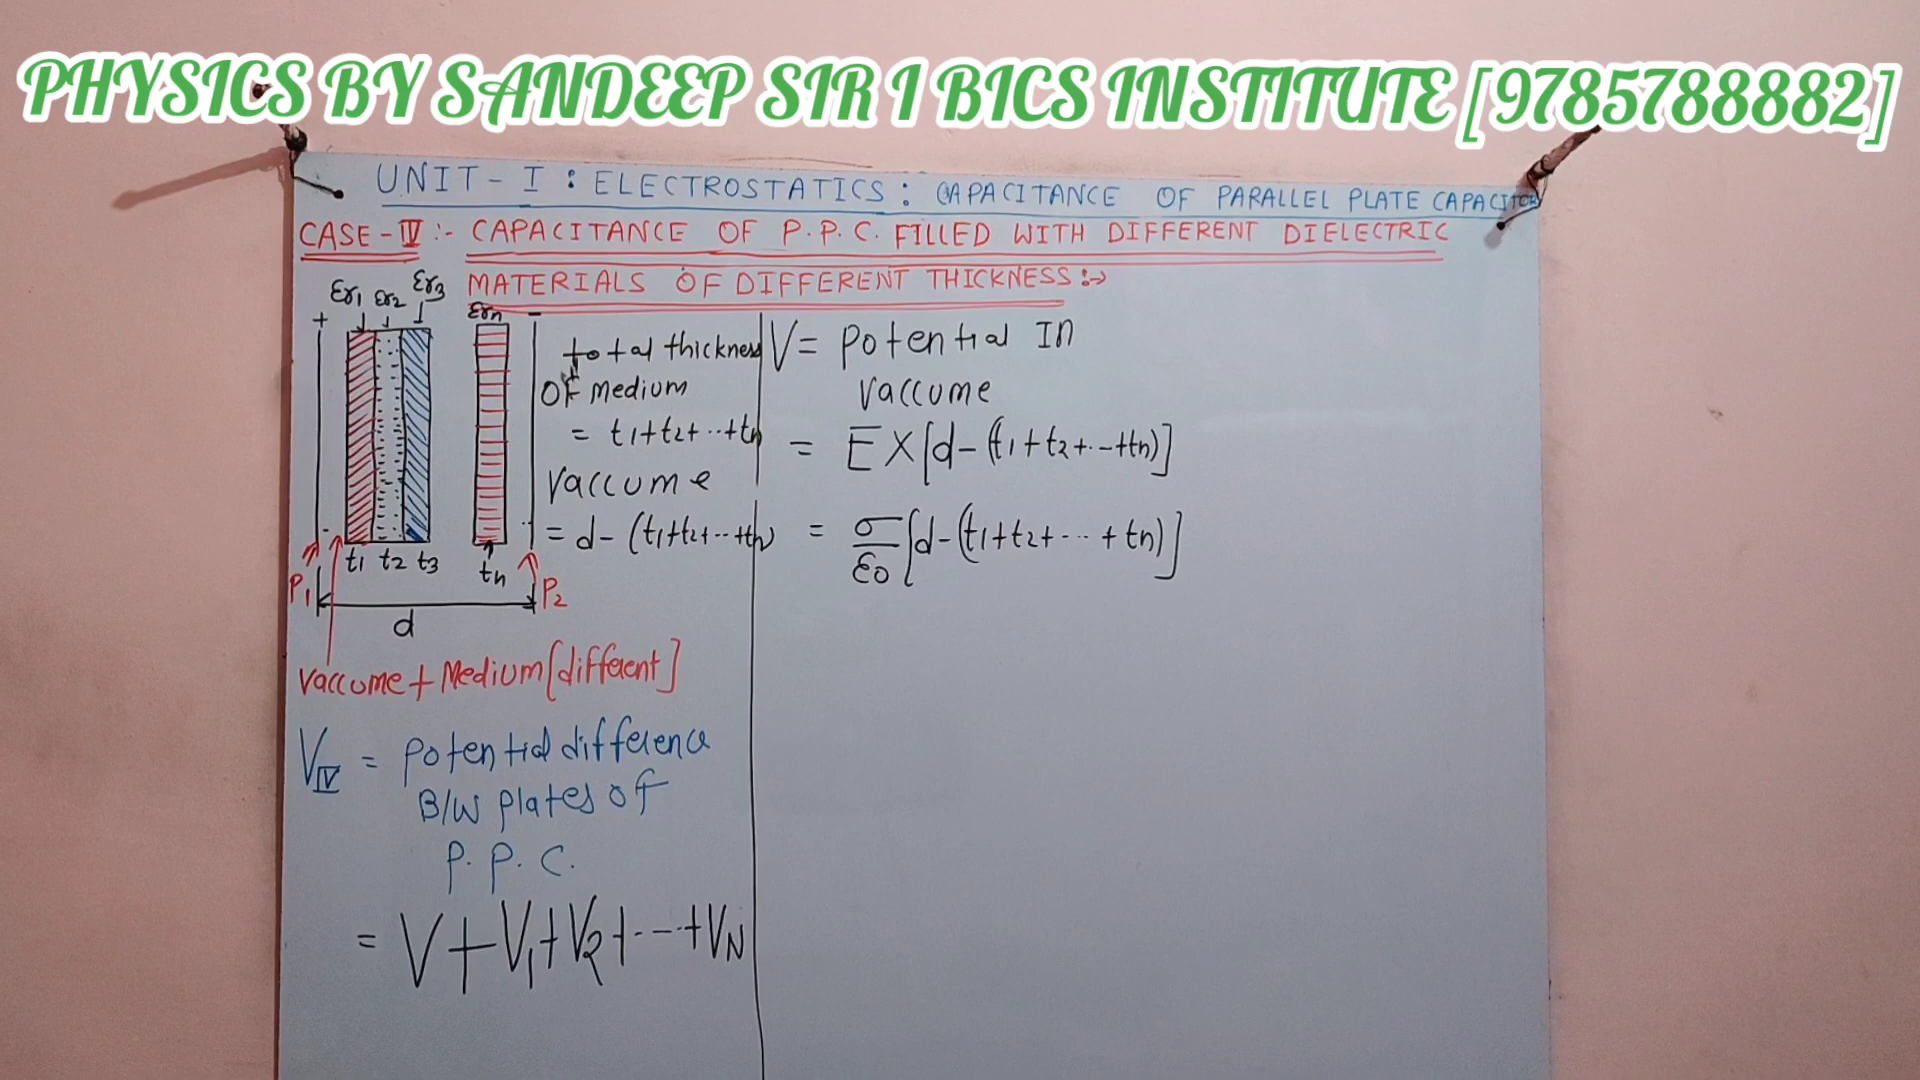 PHYSICS BY SANDEEP SIR I BICS INSTITUTE [9785788882]
UNIT - I : ELECTROSTATICS : CAPACITANCE OF PARALLEL PLATE CAPACITOR
CASE - IV :- CAPACITANCE OF P.P.C. FILLED WITH DIFFERENT DIELECTRIC
MATERIALS OF DIFFERENT THICKNESS :→
εr1 εr2 εr3 εrn
+ -
t1 t2 t3 tn
P1 P2
d
vaccume + Medium [different]
VIV = potential difference
B/W plates of
P. P. C.
= V + V1 + V2 + --- + VN
total thickness
of medium
= t1+t2+...+tn
vaccume
= d - (t1+t2+...+tn)
V = potential In
vaccume
= E X [d - (t1 + t2 + ... + tn)]
= σ/ε0 [d - (t1 + t2 + ... + tn)]